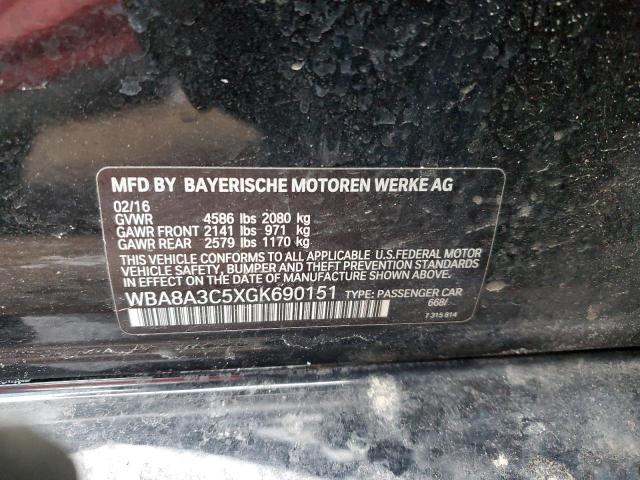 MFD BY BAYERISCHE MOTOREN WERKE AG
02/16
GVWR 4586 lbs 2080 kg
GAWR FRONT 2141 lbs 971 kg
GAWR REAR 2579 lbs 1170 kg
THIS VEHICLE CONFORMS TO ALL APPLICABLE U.S.FEDERAL MOTOR
VEHICLE SAFETY, BUMPER, AND THEFT PREVENTION STANDARDS
IN EFFECT ON THE DATE OF MANUFACTURE SHOWN ABOVE.
WBA8A3C5XGK690151 TYPE: PASSENGER CAR
668/
7 315 814